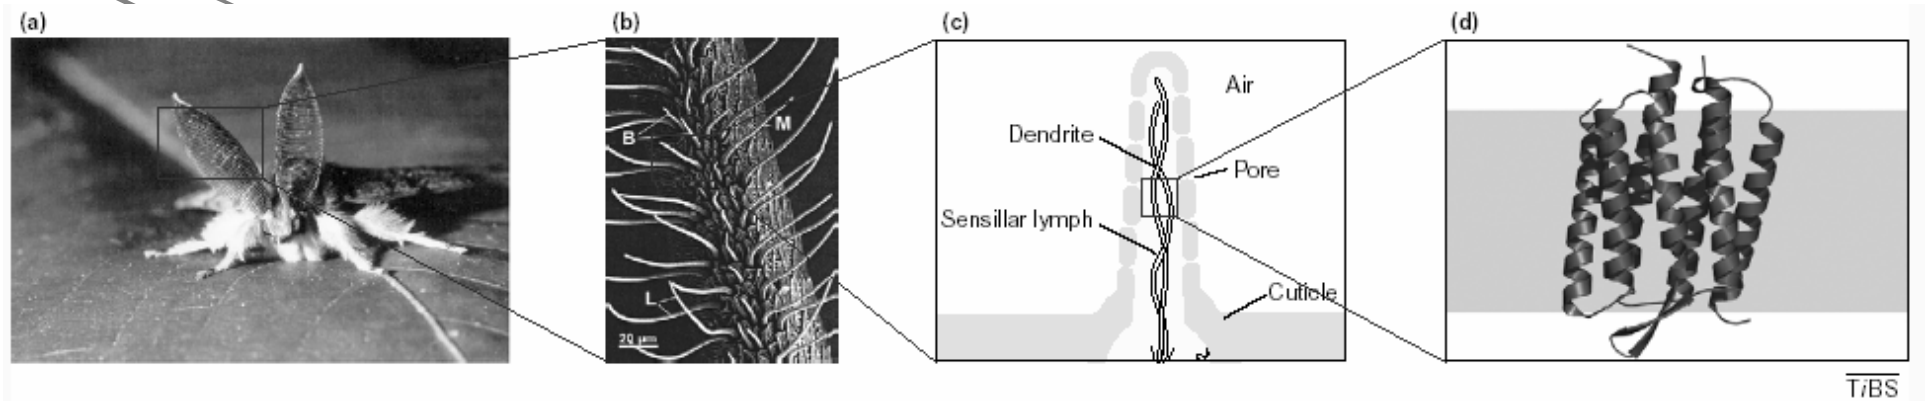 (a)
(b)
(c)
(d)
B
M
L
20 µm
Air
Dendrite
Pore
Sensillar lymph
Cuticle
TiBS